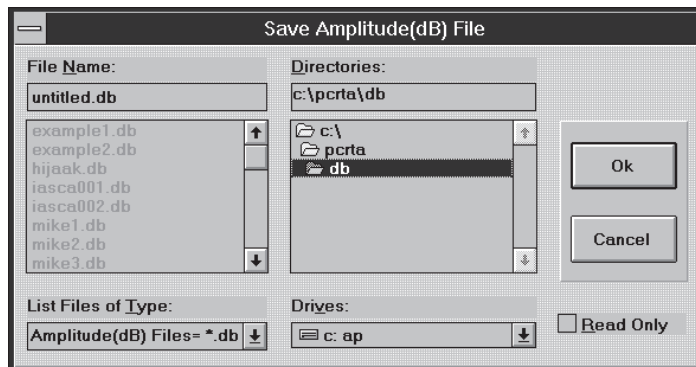 Save Amplitude(dB) File
File Name:
untitled.db
example1.db
example2.db
hijaak.db
iasca001.db
iasca002.db
mike1.db
mike2.db
mike3.db
List Files of Type:
Amplitude(dB) Files= *.db
Directories:
c:\pcrta\db
c:\
pcrta
db
Drives:
c: ap
Ok
Cancel
Read Only